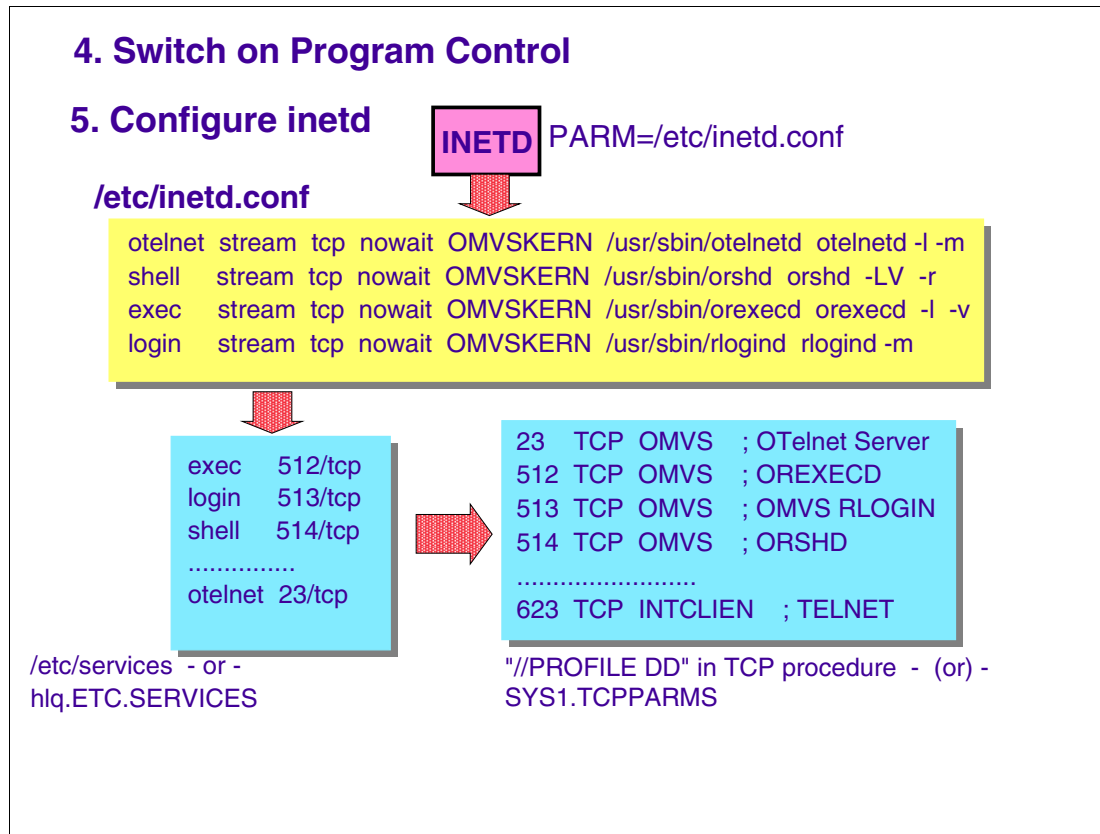 4. Switch on Program Control
5. Configure inetd
INETD
PARM=/etc/inetd.conf
/etc/inetd.conf
otelnet stream tcp nowait OMVSKERN /usr/sbin/otelnetd otelnetd -l -m
shell stream tcp nowait OMVSKERN /usr/sbin/orshd orshd -LV -r
exec stream tcp nowait OMVSKERN /usr/sbin/orexecd orexecd -l -v
login stream tcp nowait OMVSKERN /usr/sbin/rlogind rlogind -m
exec 512/tcp
login 513/tcp
shell 514/tcp
...............
otelnet 23/tcp
/etc/services - or -
hlq.ETC.SERVICES
23 TCP OMVS ; OTelnet Server
512 TCP OMVS ; OREXECD
513 TCP OMVS ; OMVS RLOGIN
514 TCP OMVS ; ORSHD
.........................
623 TCP INTCLIEN ; TELNET
"//PROFILE DD" in TCP procedure - (or) -
SYS1.TCPPARMS